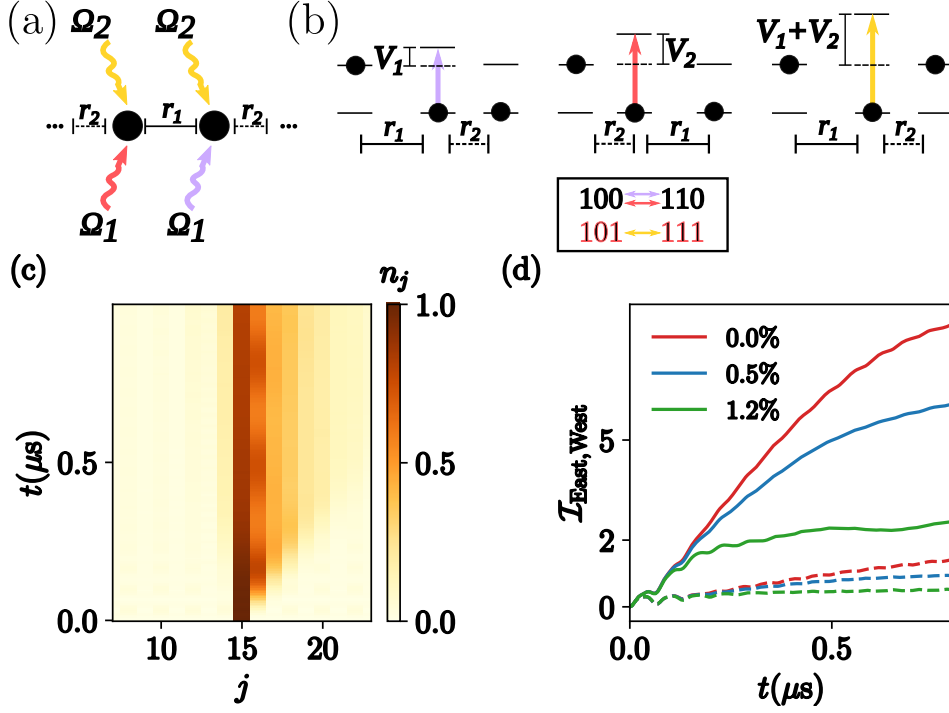 (a)
Ω2 Ω2
... r2 r1 r2 ...
Ω1 Ω1
(b)
V1 V2 V1+V2
r1 r2 r2 r1 r1 r2
100 110
101 111
(c)
nj
1.0
0.5
0.0
t(μs)
0.5
0.0
10 15 20
j
(d)
0.0%
0.5%
1.2%
ℐEast,West
5
2
0
0.0 0.5
t(μs)